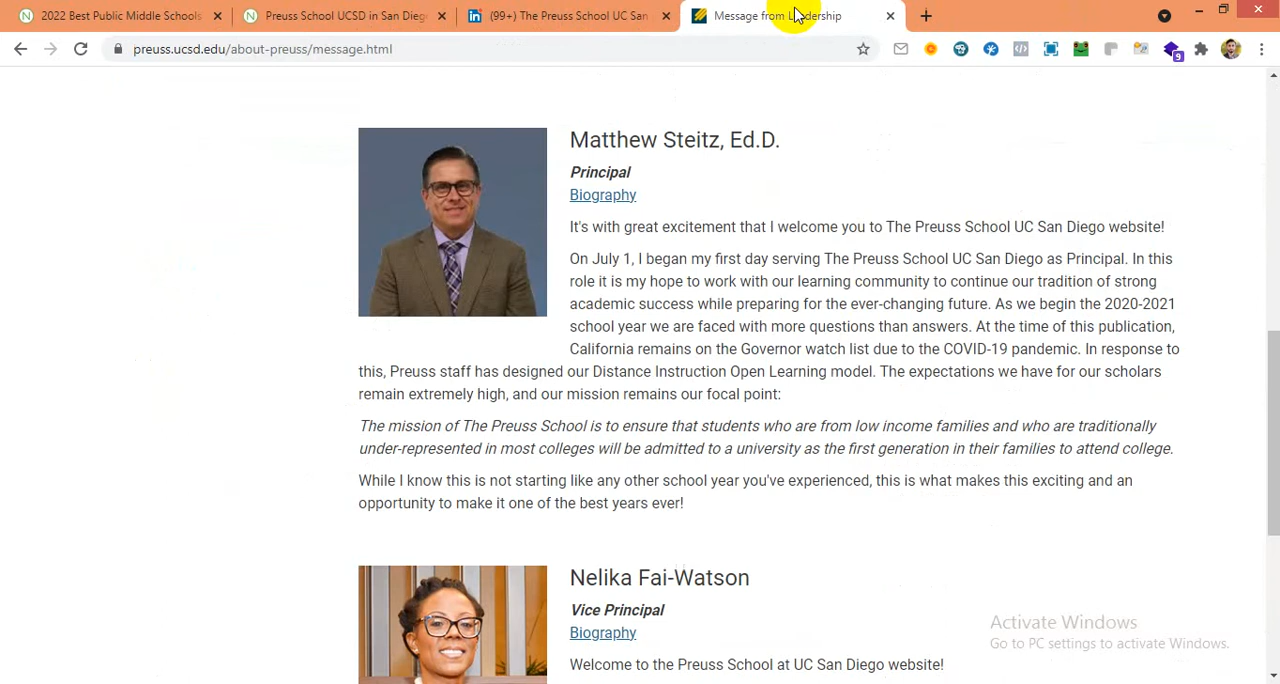 2022 Best Public Middle Schools
Preuss School UCSD in San Dieg
(99+) The Preuss School UC San
Message from Leadership
preuss.ucsd.edu/about-preuss/message.html
9
Matthew Steitz, Ed.D.
Principal
Biography
It's with great excitement that I welcome you to The Preuss School UC San Diego website!
On July 1, I began my first day serving The Preuss School UC San Diego as Principal. In this
role it is my hope to work with our learning community to continue our tradition of strong
academic success while preparing for the ever-changing future. As we begin the 2020-2021
school year we are faced with more questions than answers. At the time of this publication,
California remains on the Governor watch list due to the COVID-19 pandemic. In response to
this, Preuss staff has designed our Distance Instruction Open Learning model. The expectations we have for our scholars
remain extremely high, and our mission remains our focal point:
The mission of The Preuss School is to ensure that students who are from low income families and who are traditionally
under-represented in most colleges will be admitted to a university as the first generation in their families to attend college.
While I know this is not starting like any other school year you've experienced, this is what makes this exciting and an
opportunity to make it one of the best years ever!
Nelika Fai-Watson
Vice Principal
Biography
Welcome to the Preuss School at UC San Diego website!
Activate Windows
Go to PC settings to activate Windows.